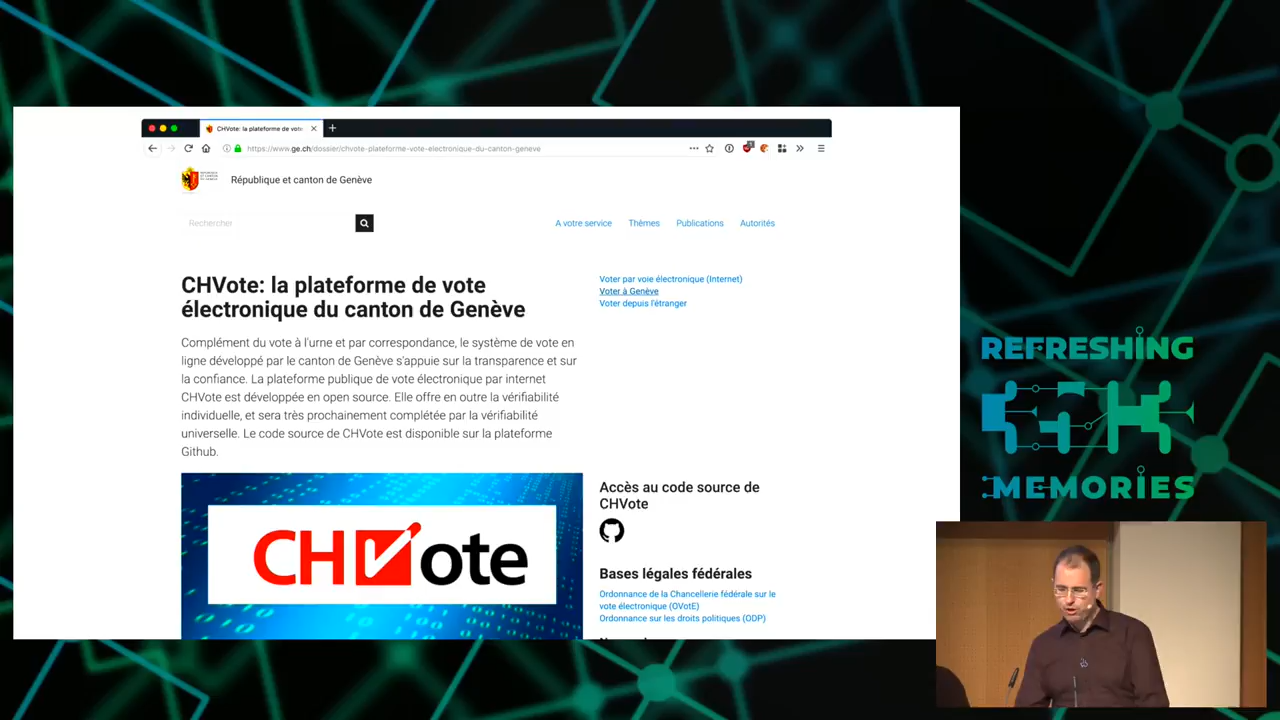 CHVote: la plateforme de vote
https://www.ge.ch/dossier/chvote-plateforme-vote-electronique-du-canton-geneve
République et canton de Genève
Rechercher
A votre service
Thèmes
Publications
Autorités
CHVote: la plateforme de vote
électronique du canton de Genève
Complément du vote à l'urne et par correspondance, le système de vote en
ligne développé par le canton de Genève s'appuie sur la transparence et sur
la confiance. La plateforme publique de vote électronique par internet
CHVote est développée en open source. Elle offre en outre la vérifiabilité
individuelle, et sera très prochainement complétée par la vérifiabilité
universelle. Le code source de CHVote est disponible sur la plateforme
Github.
Voter par voie électronique (Internet)
Voter à Genève
Voter depuis l'étranger
CHVote
Accès au code source de
CHVote
Bases légales fédérales
Ordonnance de la Chancellerie fédérale sur le
vote électronique (OVotE)
Ordonnance sur les droits politiques (ODP)
REFRESHING
MEMORIES